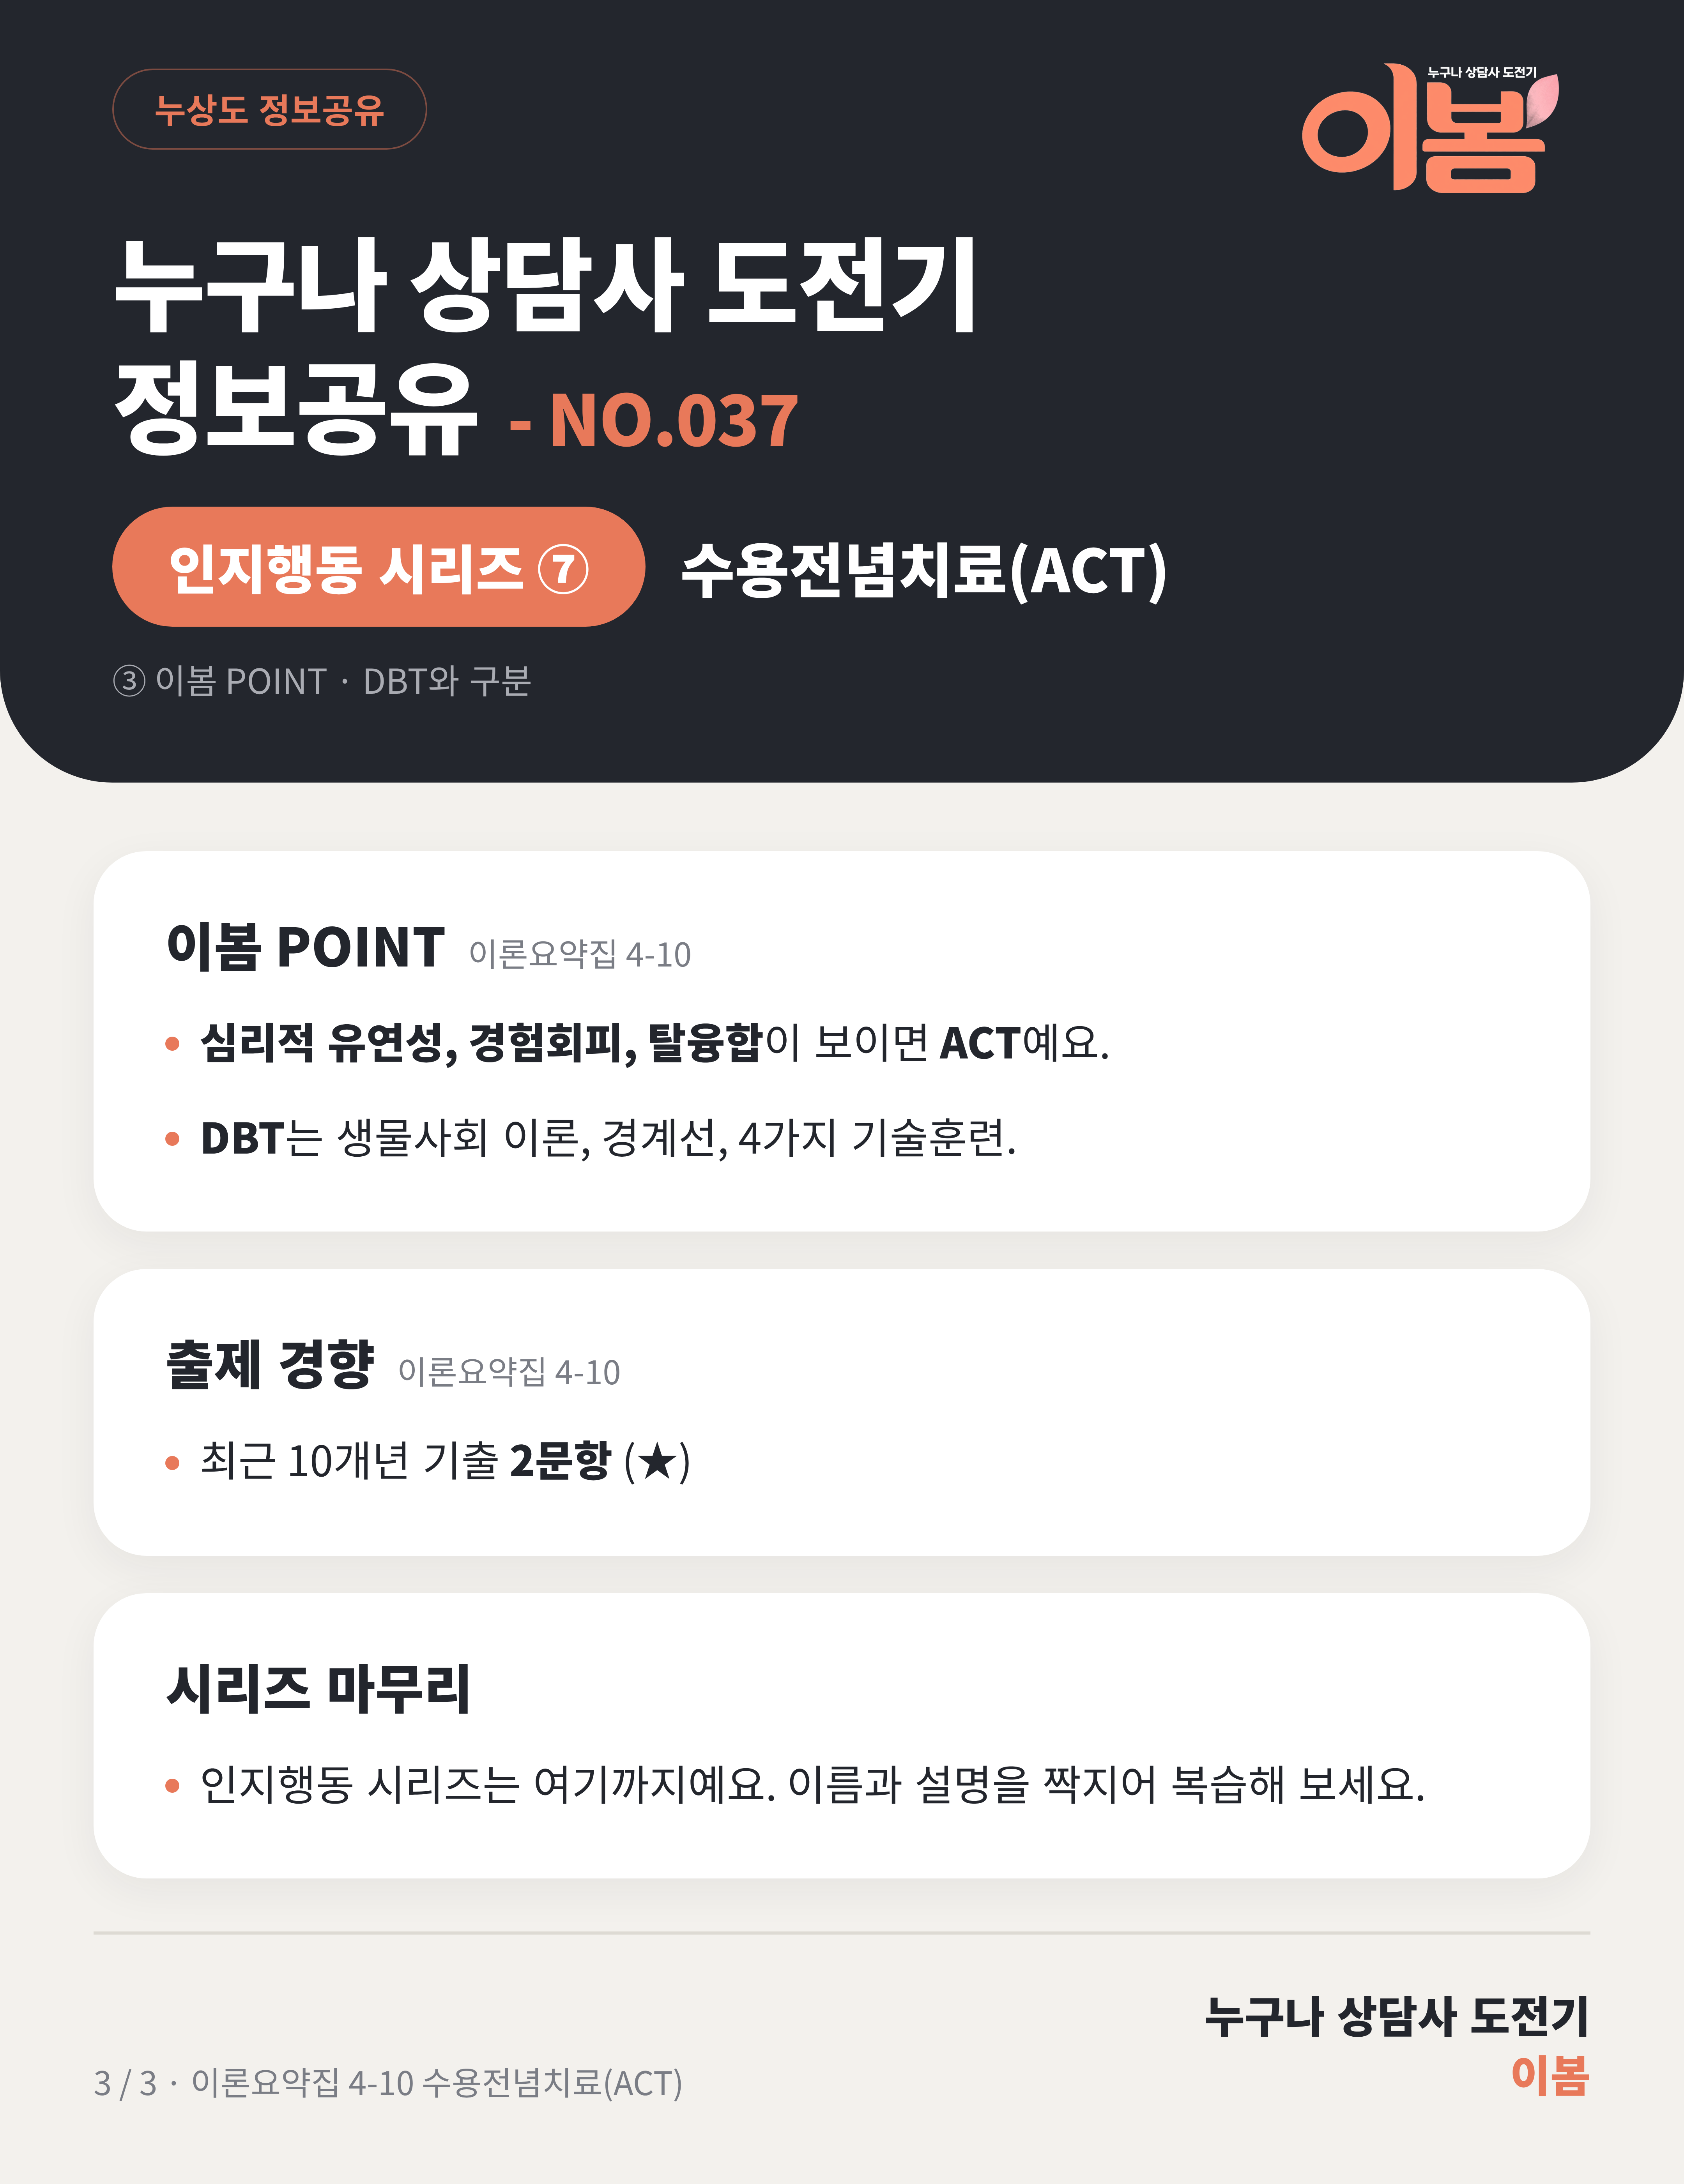 누상도 정보공유
누구나 상담사 도전기
이봄
누구나 상담사 도전기
정보공유 - NO.037
인지행동 시리즈 ⑦ 수용전념치료(ACT)
③ 이봄 POINT · DBT와 구분
이봄 POINT 이론요약집 4-10
• 심리적 유연성, 경험회피, 탈융합이 보이면 ACT예요.
• DBT는 생물사회 이론, 경계선, 4가지 기술훈련.
출제 경향 이론요약집 4-10
• 최근 10개년 기출 2문항 (★)
시리즈 마무리
• 인지행동 시리즈는 여기까지예요. 이름과 설명을 짝지어 복습해 보세요.
누구나 상담사 도전기
3 / 3 · 이론요약집 4-10 수용전념치료(ACT)
이봄